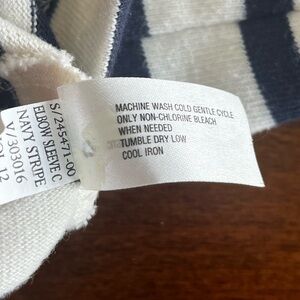 MACHINE WASH COLD GENTLE CYCLE
ONLY NON-CHLORINE BLEACH
WHEN NEEDED
TUMBLE DRY LOW
COOL IRON
S/245471-00
ELBOW SLEEVE C
NAVY STRIPE
V/303016
12